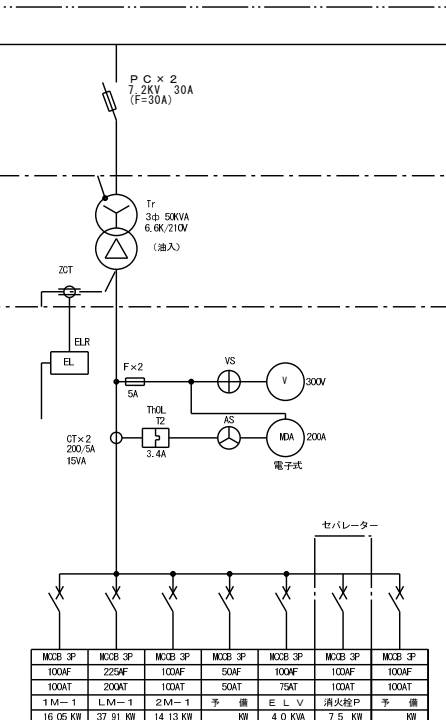 PC×2
7.2KV 30A
(F=30A)
Tr
3φ 50KVA
6.6K/210V
(油入)
ZCT
ELR
EL
F×2
5A
VS
V
300V
ThOL
T2
3.4A
AS
MDA
200A
電子式
CT×2
200/5A
15VA
セパレーター
MCCB 3P MCCB 3P MCCB 3P MCCB 3P MCCB 3P MCCB 3P MCCB 3P
100AF 225AF 100AF 50AF 100AF 100AF 100AF
100AT 200AT 100AT 50AT 75AT 100AT 100AT
1M-1 LM-1 2M-1 予備 ELV 消火栓P 予備
16.05 KW 37.91 KW 14.13 KW KW 4.0 KVA 7.5 KW KW